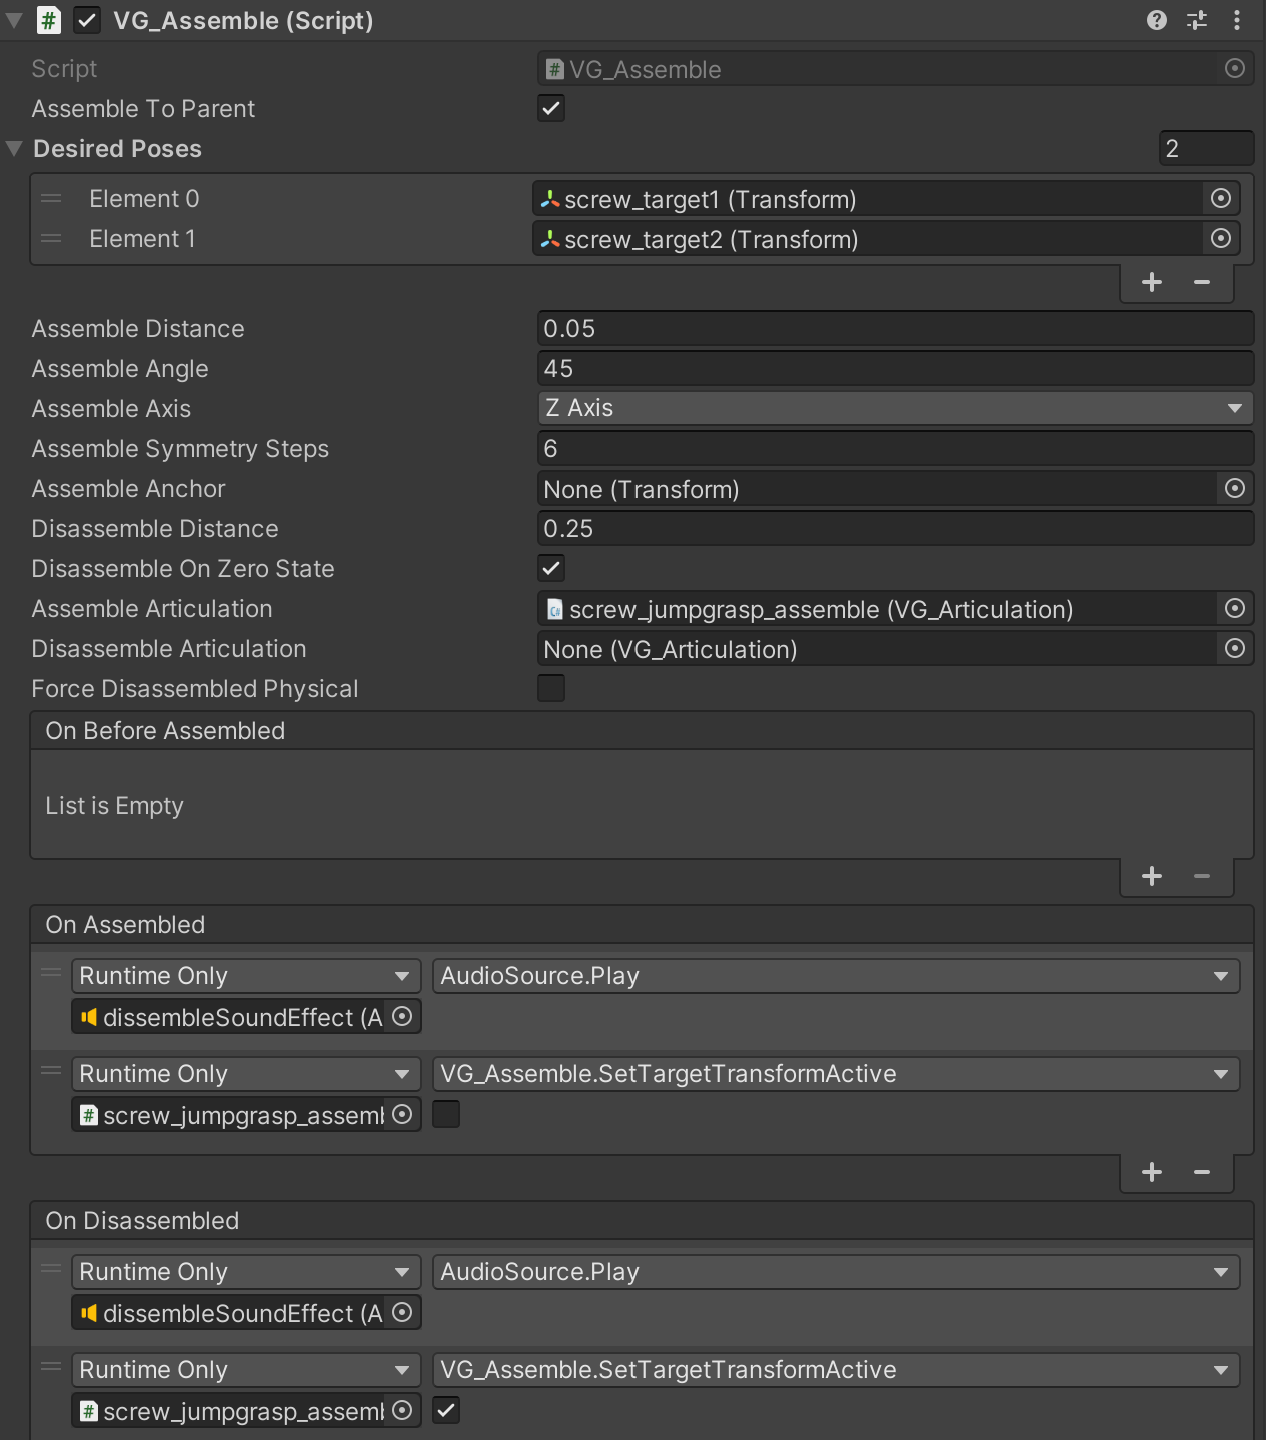 VG_Assemble (Script)
Script VG_Assemble
Assemble To Parent
Desired Poses 2
Element 0 screw_target1 (Transform)
Element 1 screw_target2 (Transform)
Assemble Distance 0.05
Assemble Angle 45
Assemble Axis Z Axis
Assemble Symmetry Steps 6
Assemble Anchor None (Transform)
Disassemble Distance 0.25
Disassemble On Zero State
Assemble Articulation screw_jumpgrasp_assemble (VG_Articulation)
Disassemble Articulation None (VG_Articulation)
Force Disassembled Physical
On Before Assembled
List is Empty
On Assembled
Runtime Only AudioSource.Play
dissembleSoundEffect (A
Runtime Only VG_Assemble.SetTargetTransformActive
screw_jumpgrasp_assem
On Disassembled
Runtime Only AudioSource.Play
dissembleSoundEffect (A
Runtime Only VG_Assemble.SetTargetTransformActive
screw_jumpgrasp_assem